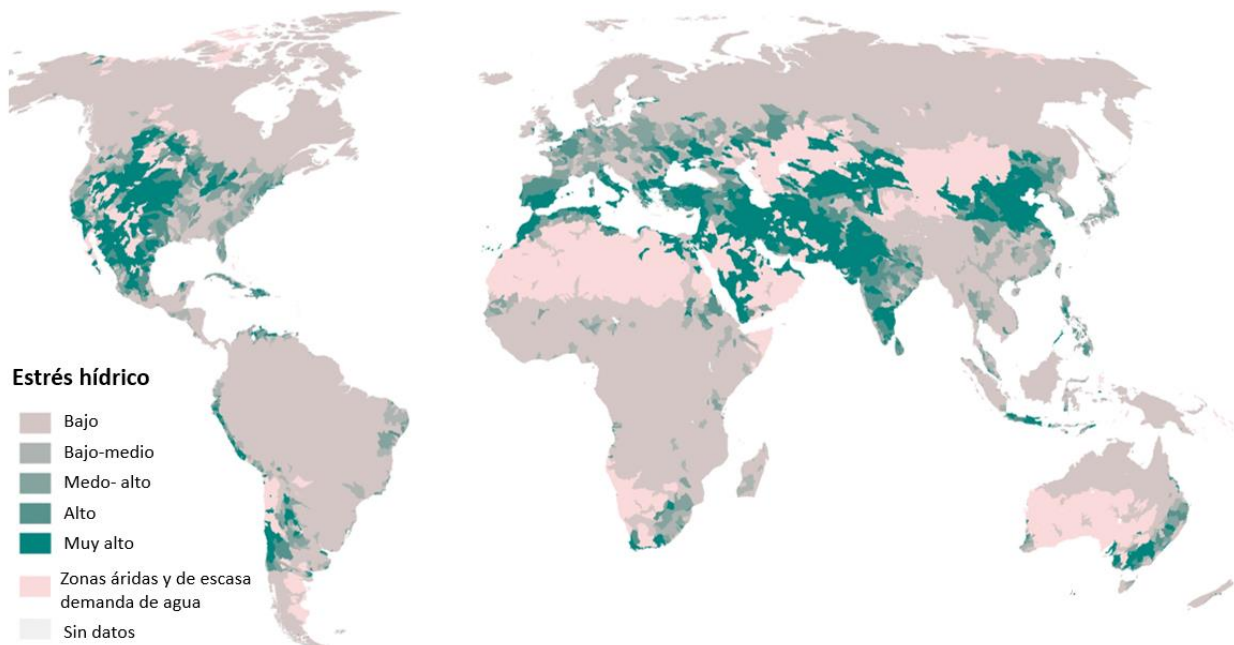 Estrés hídrico
Bajo
Bajo-medio
Medo- alto
Alto
Muy alto
Zonas áridas y de escasa
demanda de agua
Sin datos